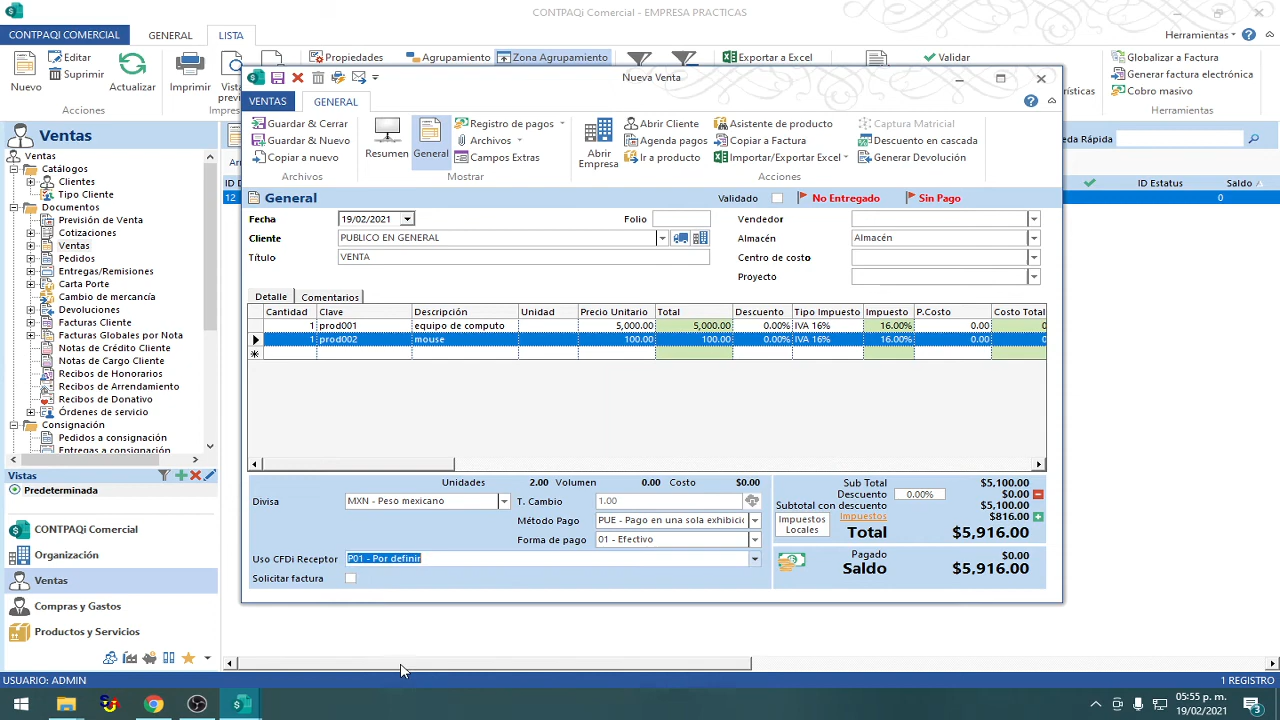 CONTPAQi Comercial - EMPRESA PRACTICAS
CONTPAQI COMERCIAL GENERAL LISTA Herramientas
Nuevo Editar Suprimir Actualizar Imprimir Propiedades Agrupamiento Zona Agrupamiento Exportar a Excel Validar Globalizar a Factura
Generar factura electrónica
Cobro masivo
Acciones Herramientas
Nueva Venta
VENTAS GENERAL
Guardar & Cerrar
Guardar & Nuevo
Copiar a nuevo
Archivos
Resumen General
Registro de pagos
Archivos
Campos Extras
Mostrar
Abrir Empresa
Abrir Cliente
Agenda pagos
Ir a producto
Asistente de producto
Copiar a Factura
Importar/Exportar Excel
Captura Matricial
Descuento en cascada
Generar Devolución
Acciones
General Validado No Entregado Sin Pago
Fecha 19/02/2021 Folio Vendedor
Cliente PUBLICO EN GENERAL Almacén Almacén
Título VENTA Centro de costo
Proyecto
Detalle Comentarios
Cantidad Clave Descripción Unidad Precio Unitario Total Descuento Tipo Impuesto Impuesto P.Costo Costo Total
1 prod001 equipo de computo 5,000.00 5,000.00 0.00% IVA 16% 16.00% 0.00 0
1 prod002 mouse 100.00 100.00 0.00% IVA 16% 16.00% 0.00 0
Unidades 2.00 Volumen 0.00 Costo $0.00
Divisa MXN - Peso mexicano T. Cambio 1.00
Método Pago PUE - Pago en una sola exhibic
Forma de pago 01 - Efectivo
Uso CFDi Receptor P01 - Por definir
Solicitar factura
Sub Total $5,100.00
Descuento 0.00% $0.00
Subtotal con descuento $5,100.00
Impuestos Locales Impuestos $816.00
Total $5,916.00
Pagado $0.00
Saldo $5,916.00
ID Estatus Saldo
12 0
Ventas
Ventas
Catálogos
Clientes
Tipo Cliente
Documentos
Previsión de Venta
Cotizaciones
Ventas
Pedidos
Entregas/Remisiones
Carta Porte
Cambio de mercancía
Devoluciones
Facturas Cliente
Facturas Globales por Nota
Notas de Crédito Cliente
Notas de Cargo Cliente
Recibos de Honorarios
Recibos de Arrendamiento
Recibos de Donativo
Órdenes de servicio
Consignación
Pedidos a consignación
Entregas a consignación
Vistas
Predeterminada
CONTPAQi Comercial
Organización
Ventas
Compras y Gastos
Productos y Servicios
USUARIO: ADMIN 1 REGISTRO
05:55 p. m.
19/02/2021
3